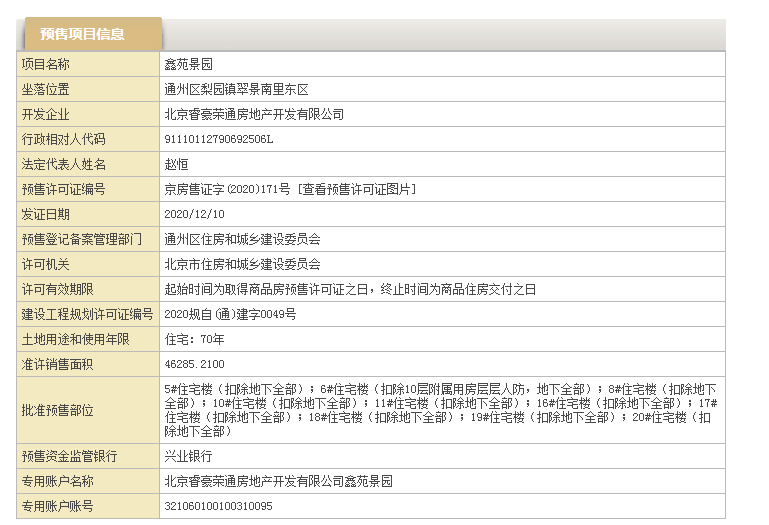 预售项目信息
项目名称 鑫苑景园
坐落位置 通州区梨园镇翠景南里东区
开发企业 北京睿豪荣通房地产开发有限公司
行政相对人代码 91110112790692506L
法定代表人姓名 赵恒
预售许可证编号 京房售证字(2020)171号 [查看预售许可证图片]
发证日期 2020/12/10
预售登记备案管理部门 通州区住房和城乡建设委员会
许可机关 北京市住房和城乡建设委员会
许可有效期限 起始时间为取得商品房预售许可证之日，终止时间为商品住房交付之日
建设工程规划许可证编号 2020规自(通)建字0049号
土地用途和使用年限 住宅：70年
准许销售面积 46285.2100
批准预售部位
5#住宅楼（扣除地下全部）；6#住宅楼（扣除10层附属用房层层人防，地下全部）；8#住宅楼（扣除地下
全部）；10#住宅楼（扣除地下全部）；11#住宅楼（扣除地下全部）；16#住宅楼（扣除地下全部）；17#
住宅楼（扣除地下全部）；18#住宅楼（扣除地下全部）；19#住宅楼（扣除地下全部）；20#住宅楼（扣
除地下全部）
预售资金监管银行 兴业银行
专用账户名称 北京睿豪荣通房地产开发有限公司鑫苑景园
专用账户账号 321060100100310095